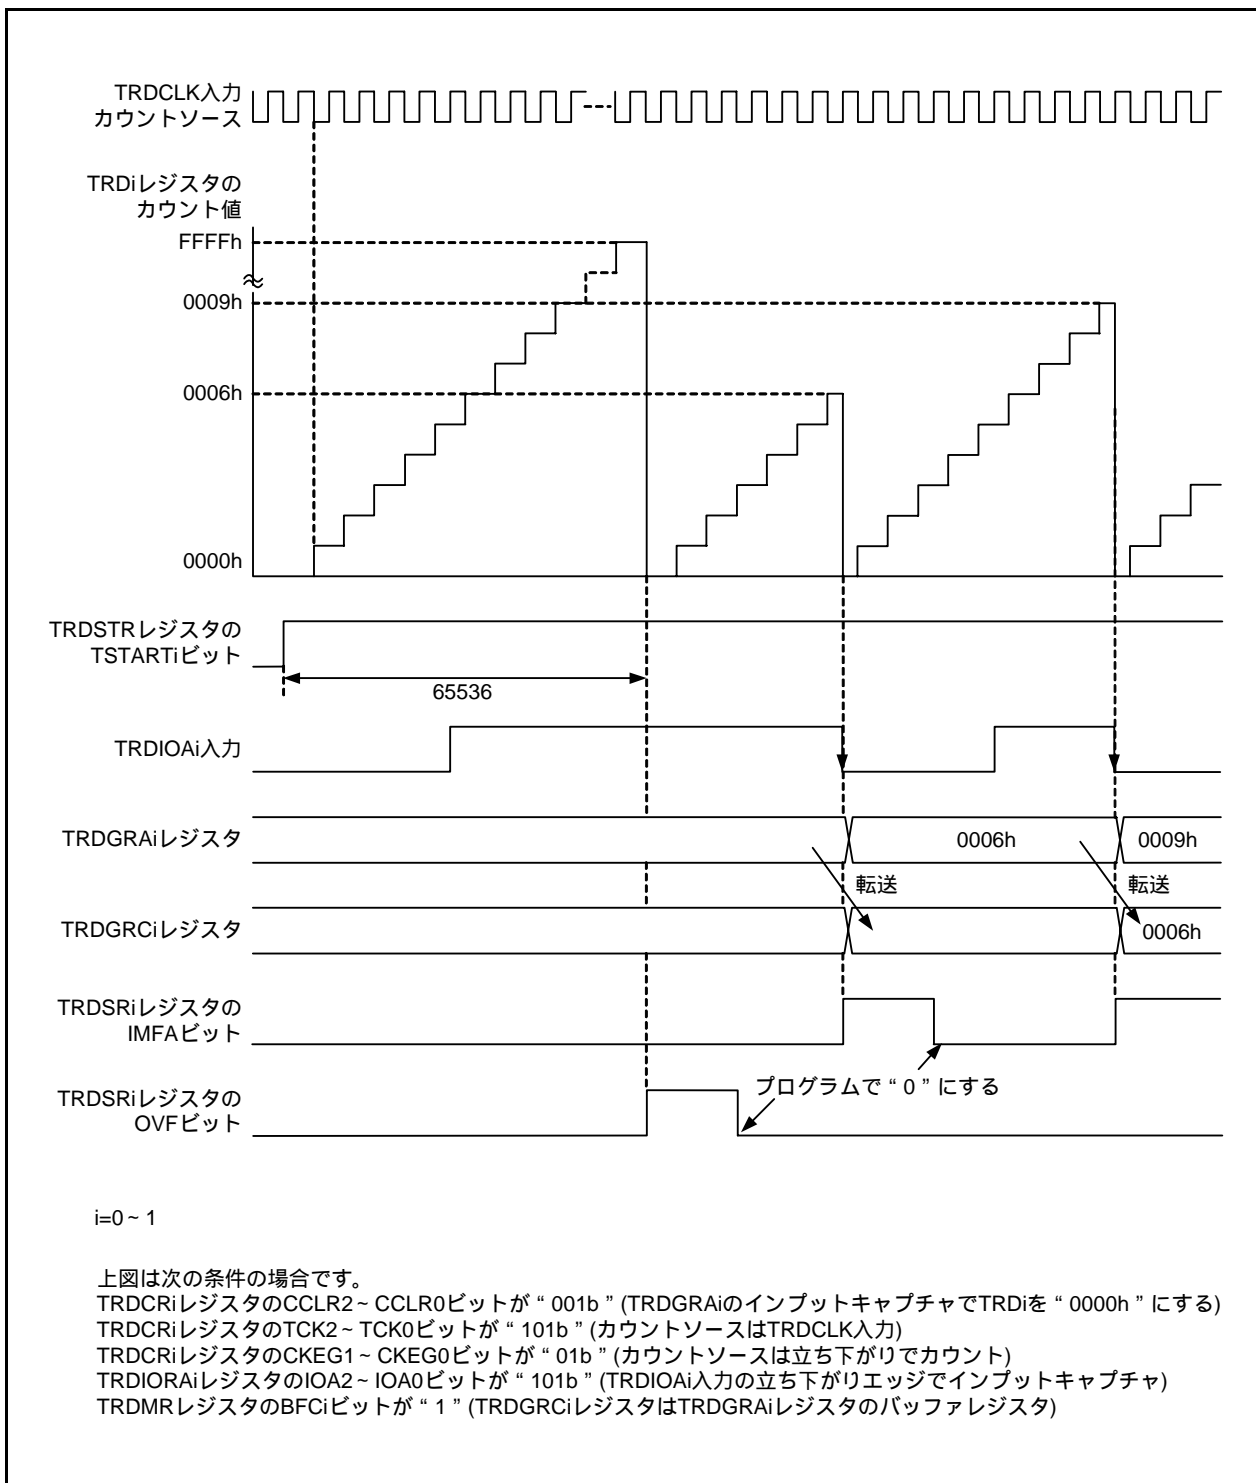 TRDCLK入力
カウントソース
TRDiレジスタの
カウント値
FFFFh
0009h
0006h
0000h
TRDSTRレジスタの
TSTARTiビット
65536
TRDIOAi入力
TRDGRAiレジスタ
0006h
0009h
転送
転送
TRDGRCiレジスタ
0006h
TRDSRiレジスタの
IMFAビット
プログラムで“0”にする
TRDSRiレジスタの
OVFビット
i=0~1
上図は次の条件の場合です。
TRDCRiレジスタのCCLR2~CCLR0ビットが“001b”(TRDGRAiのインプットキャプチャでTRDiを“0000h”にする)
TRDCRiレジスタのTCK2~TCK0ビットが“101b”(カウントソースはTRDCLK入力)
TRDCRiレジスタのCKEG1~CKEG0ビットが“01b”(カウントソースは立ち下がりでカウント)
TRDIORAiレジスタのIOA2~IOA0ビットが“101b”(TRDIOAi入力の立ち下がりエッジでインプットキャプチャ)
TRDMRレジスタのBFCiビットが“1”(TRDGRCiレジスタはTRDGRAiレジスタのバッファレジスタ)